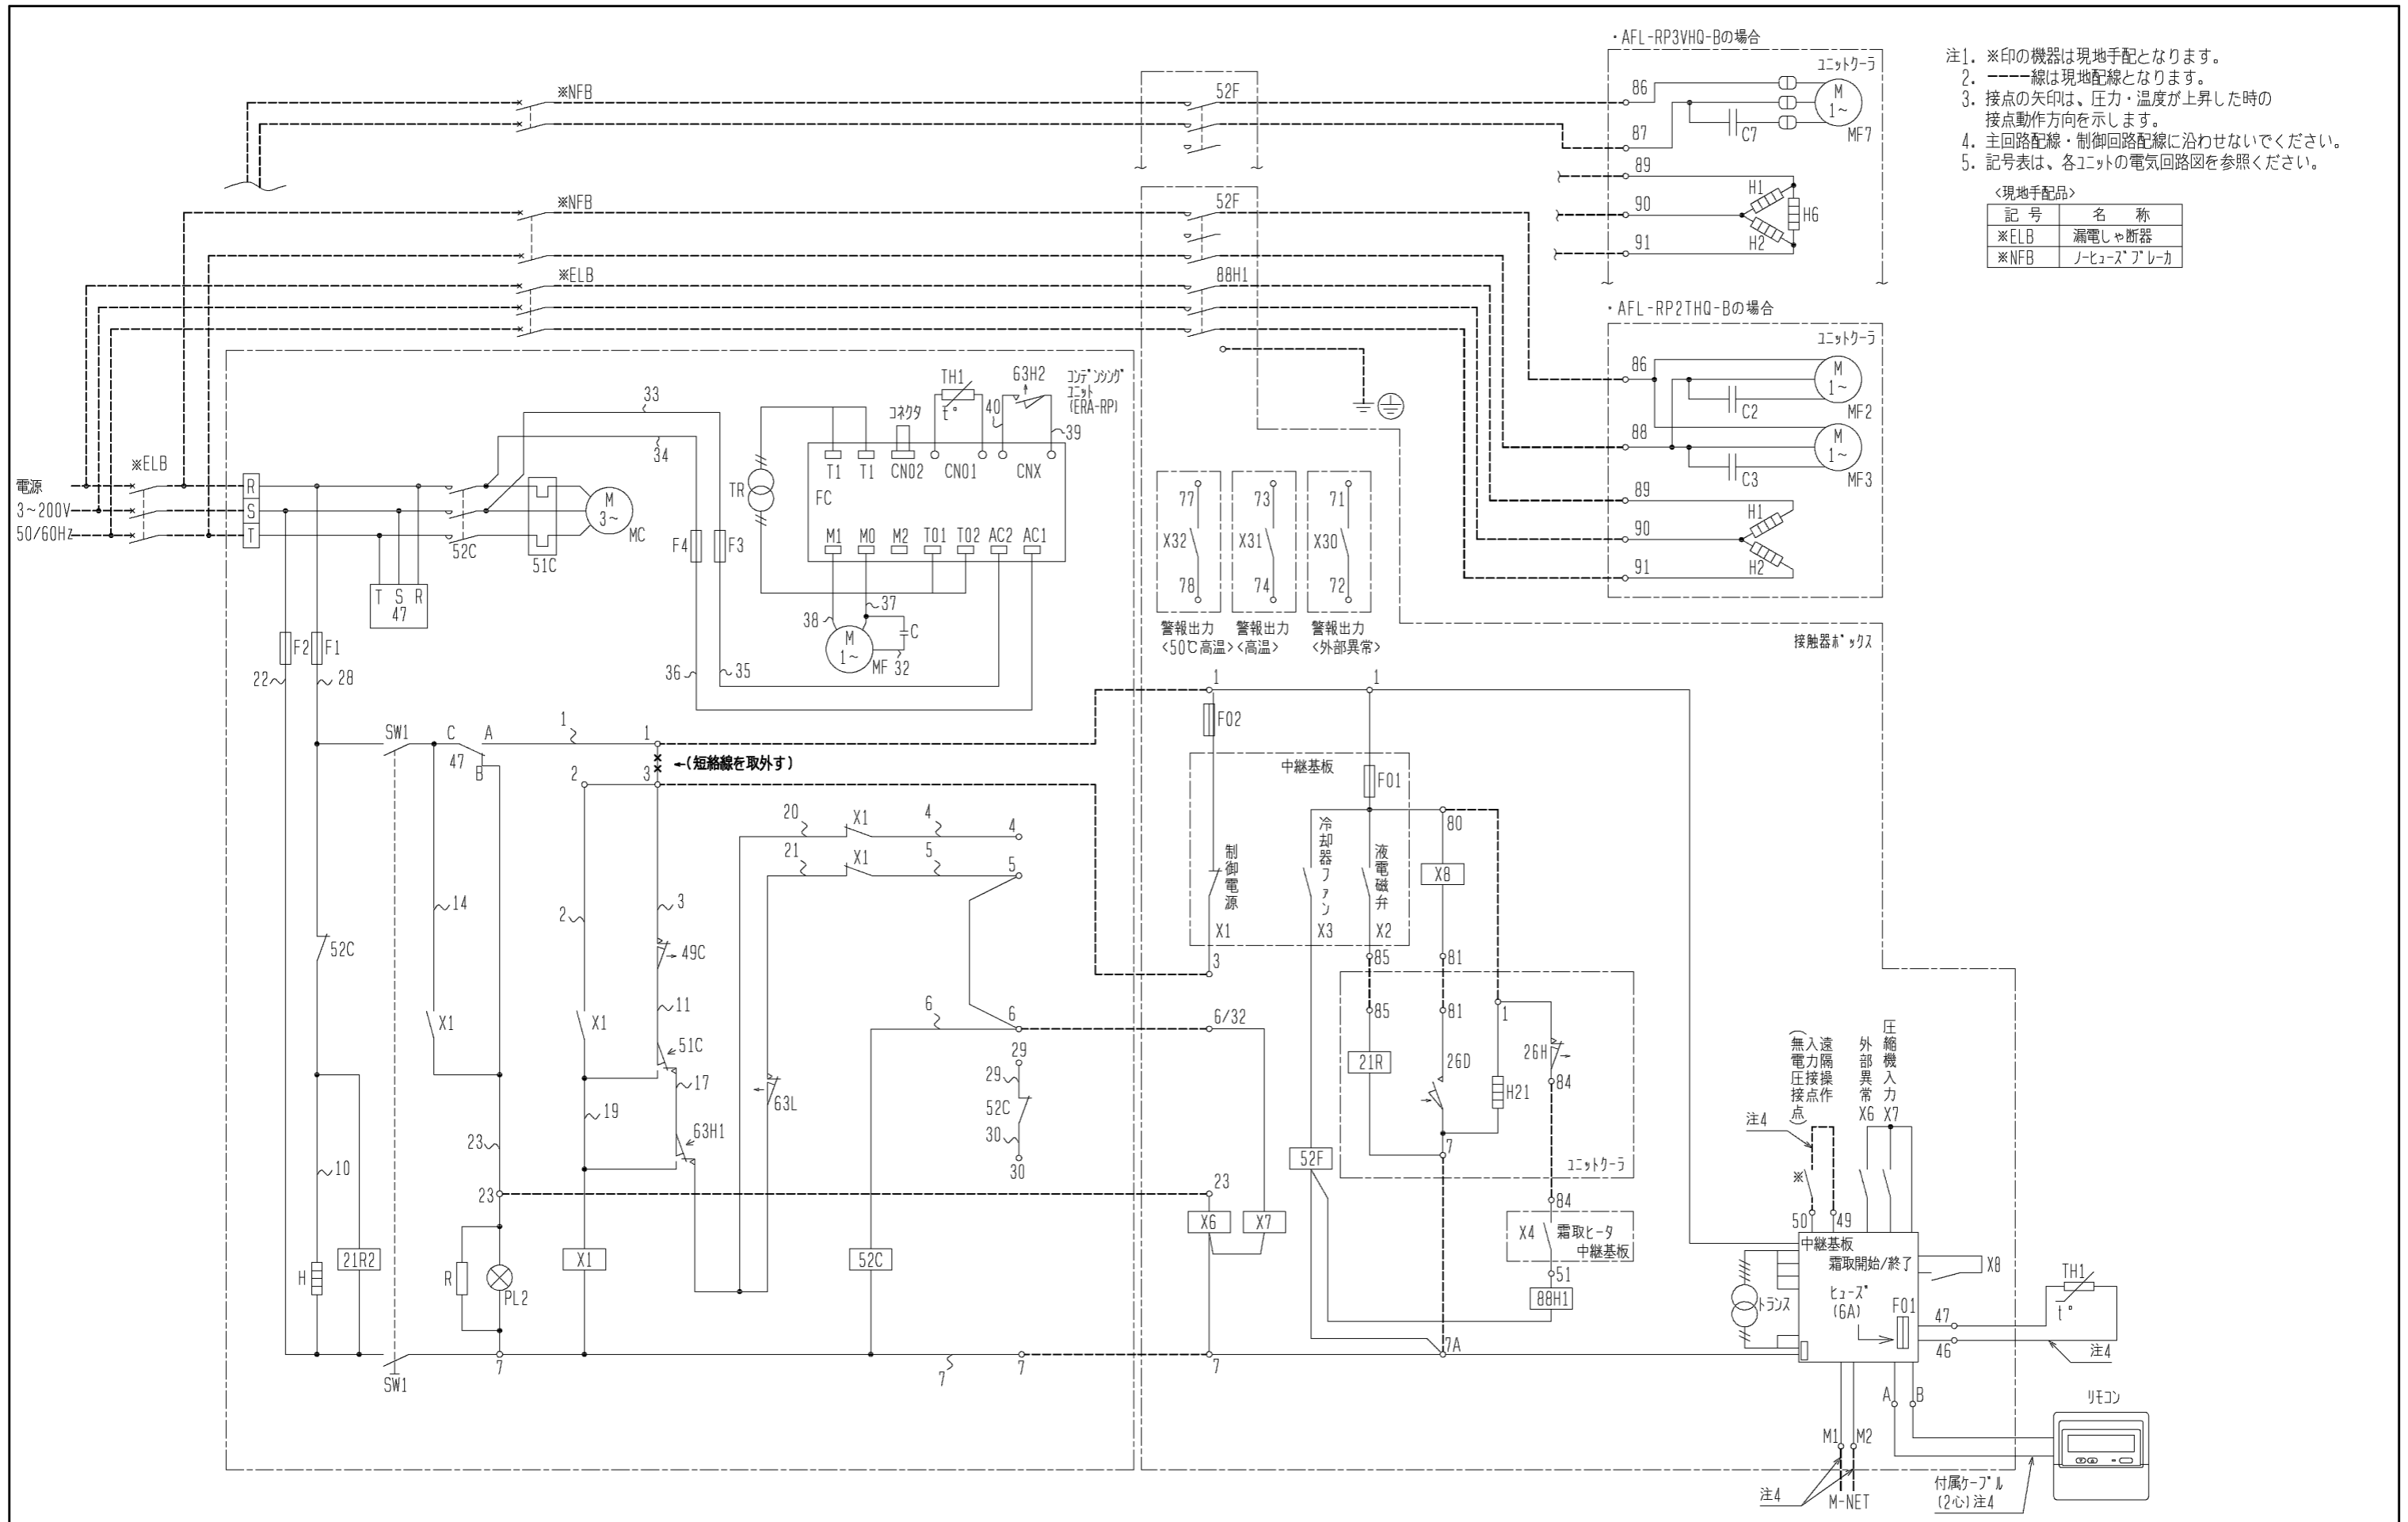 ・AFL-RP3VHQ-Bの場合
ユニットクーラ
86
87
89
90
91
C7
M
1~
MF7
H1
H2
H6
注1. ※印の機器は現地手配となります。
2. ----線は現地配線となります。
3. 接点の矢印は、圧力・温度が上昇した時の
接点動作方向を示します。
4. 主回路配線・制御回路配線に沿わせないでください。
5. 記号表は、各ユニットの電気回路図を参照ください。
<現地手配品>
記 号 名 称
※ELB 漏電しゃ断器
※NFB ノーヒューズブレーカ
※NFB
52F
※NFB
52F
※ELB
88H1
・AFL-RP2THQ-Bの場合
ユニットクーラ
86
88
89
90
91
C2
C3
M
1~
MF2
M
1~
MF3
H1
H2
電源
3~200V
50/60Hz
※ELB
R
S
T
52C
51C
M
3~
MC
T S R
47
33
34
F4
F3
36
35
コンデンシング
ユニット
(ERA-RP)
TH1
t°
63H2
コネクタ
40
39
TR
T1 T1 CN02 CN01 CNX
FC
M1 M0 M2 T01 T02 AC2 AC1
38
37
M
1~
MF
C
32
77
X32
78
73
X31
74
71
X30
72
警報出力
<50℃高温>
警報出力
<高温>
警報出力
<外部異常>
接触器ボックス
F2
F1
22
28
SW1
C A
47
B
1
1
←(短絡線を取外す)
2
3
20
X1
4
4
21
X1
5
5
14
2
3
49C
11
51C
17
63H1
19
X1
X1
52C
10
23
23
63L
6
6
29
29
52C
30
30
H
21R2
R
PL2
X1
52C
SW1
7
7
7
1
1
F02
中継基板
F01
制御電源
X1
冷却器ファン
X3
液電磁弁
X2
80
X8
3
85
81
85
81
1
6/32
21R
26D
H21
26H
84
7
ユニットクーラ
52F
23
X6
X7
84
X4
霜取ヒータ
中継基板
51
88H1
7
7A
遠隔操作
入力接点
(無電圧接点)
外部異常
X6
圧縮機入力
X7
注4
※
50
49
中継基板
霜取開始/終了
ヒューズ
(6A)
F01
X8
トランス
47
46
TH1
t°
注4
A
B
リモコン
M1
M2
注4
M-NET
付属ケーブル
(2心)注4